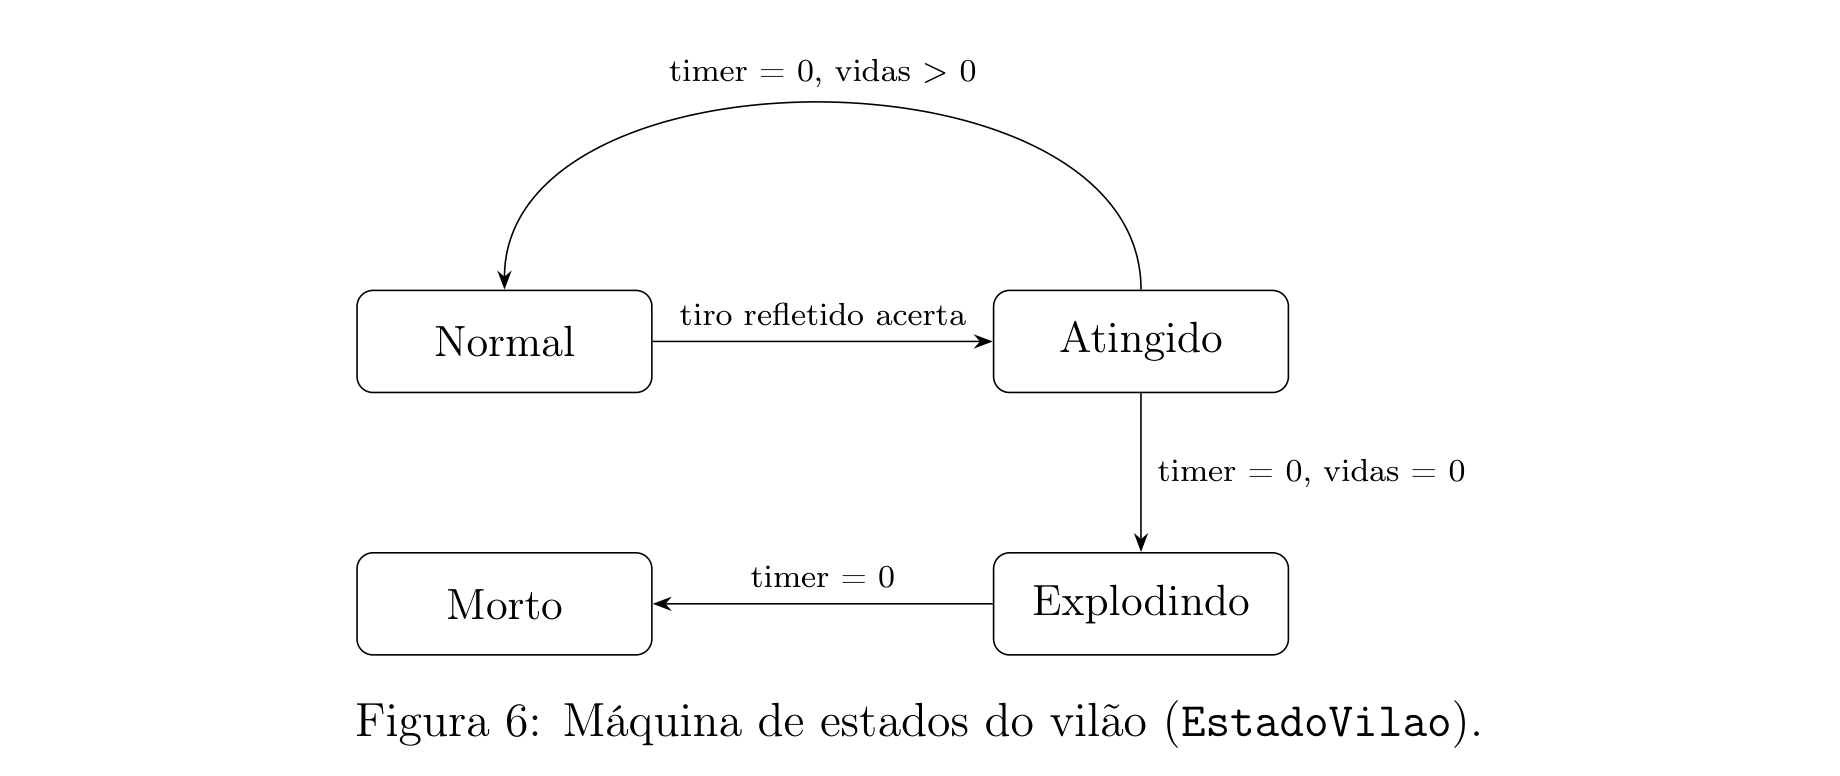 timer = 0, vidas > 0
Normal
tiro refletido acerta
Atingido
timer = 0, vidas = 0
Morto
timer = 0
Explodindo
Figura 6: Máquina de estados do vilão (EstadoVilao).